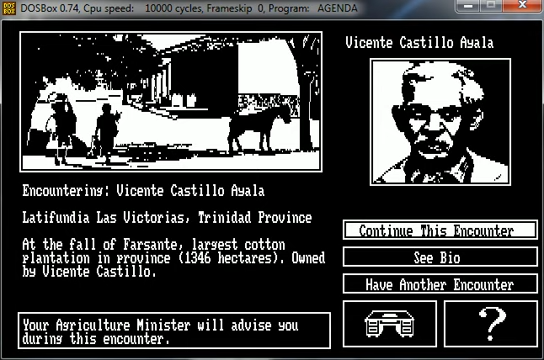 DOSBox 0.74, Cpu speed: 10000 cycles, Frameskip 0, Program: AGENDA
DOS
BOX
Vicente Castillo Ayala
Encountering: Vicente Castillo Ayala
Latifundia Las Victorias, Trinidad Province
At the fall of Farsante, largest cotton
plantation in province (1346 hectares). Owned
by Vicente Castillo.
Your Agriculture Minister will advise you
during this encounter.
Continue This Encounter
See Bio
Have Another Encounter
?